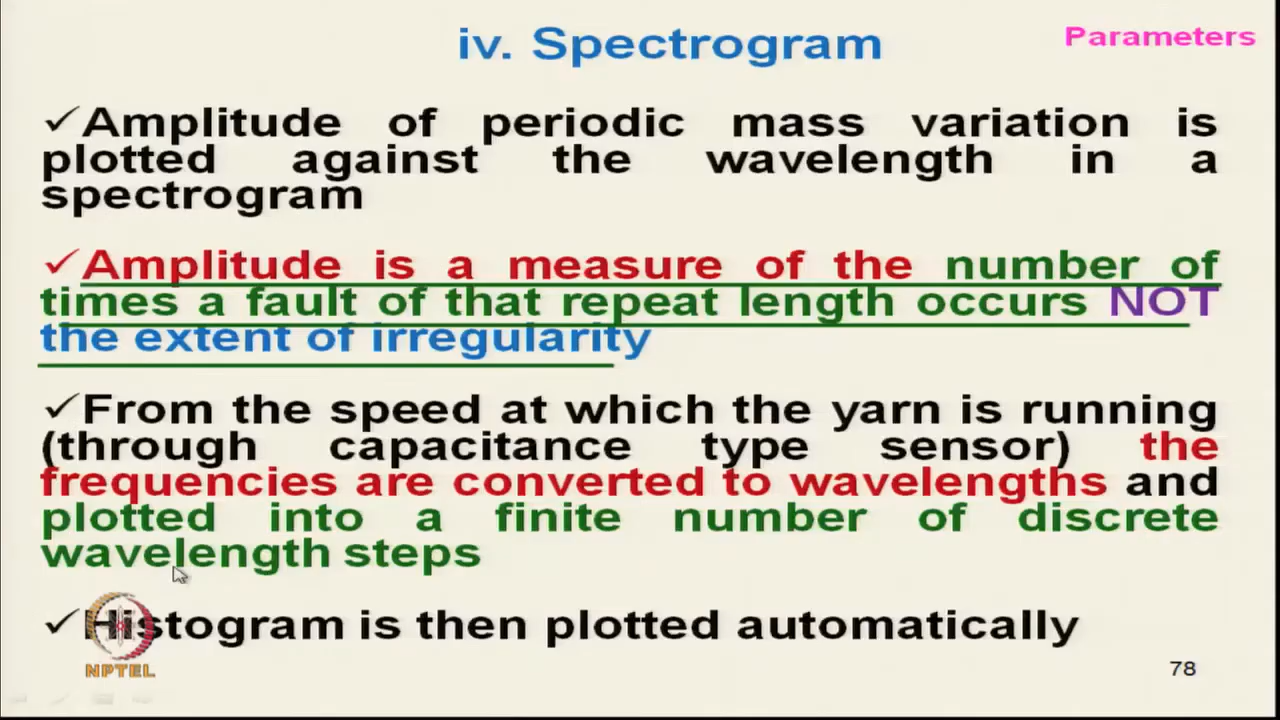 iv. Spectrogram
Parameters
✓Amplitude of periodic mass variation is
plotted against the wavelength in a
spectrogram
✓Amplitude is a measure of the number of
times a fault of that repeat length occurs NOT
the extent of irregularity
✓From the speed at which the yarn is running
(through capacitance type sensor) the
frequencies are converted to wavelengths and
plotted into a finite number of discrete
wavelength steps
✓Histogram is then plotted automatically
NPTEL
78